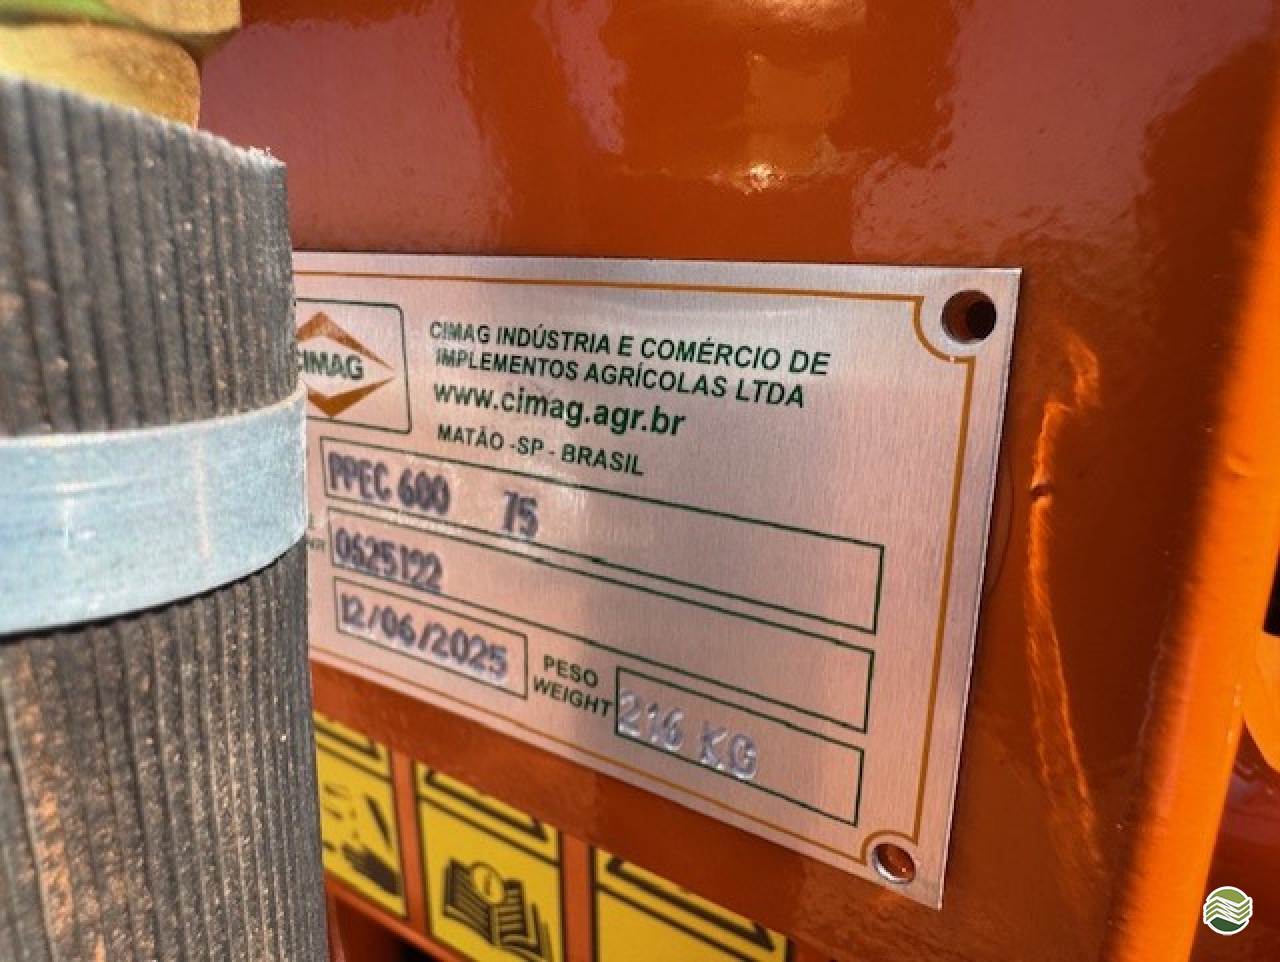 CIMAG
CIMAG INDÚSTRIA E COMÉRCIO DE
IMPLEMENTOS AGRÍCOLAS LTDA
www.cimag.agr.br
MATÃO -SP - BRASIL
PPEC 600 75
0625122
12/06/2025
PESO
WEIGHT
216 KG